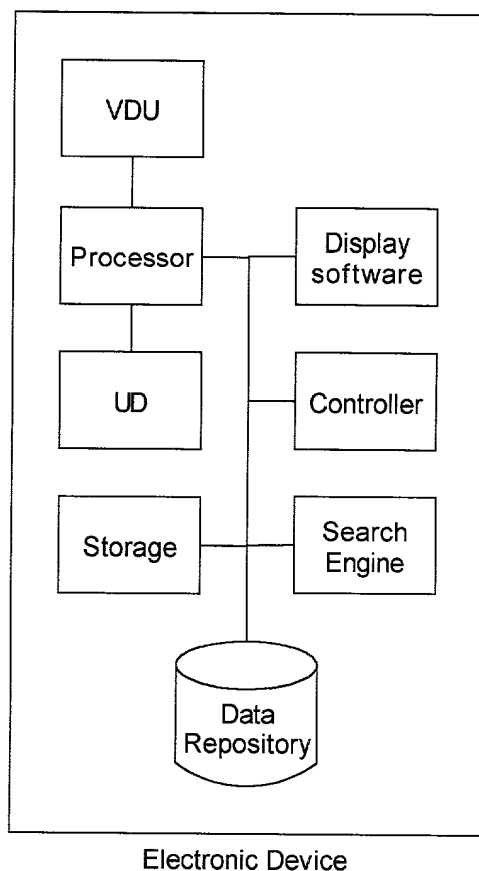 VDU
Processor
Display
software
UD
Controller
Storage
Search
Engine
Data
Repository
Electronic Device